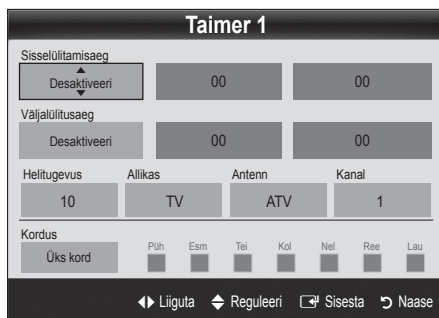 Taimer 1
Sisselülitamisaeg
Desaktiveeri 00 00
Väljalülitusaeg
Desaktiveeri 00 00
Helitugevus Allikas Antenn Kanal
10 TV ATV 1
Kordus
Püh Esm Tei Kol Nel Ree Lau
Üks kord
Liiguta Reguleeri Sisesta Naase